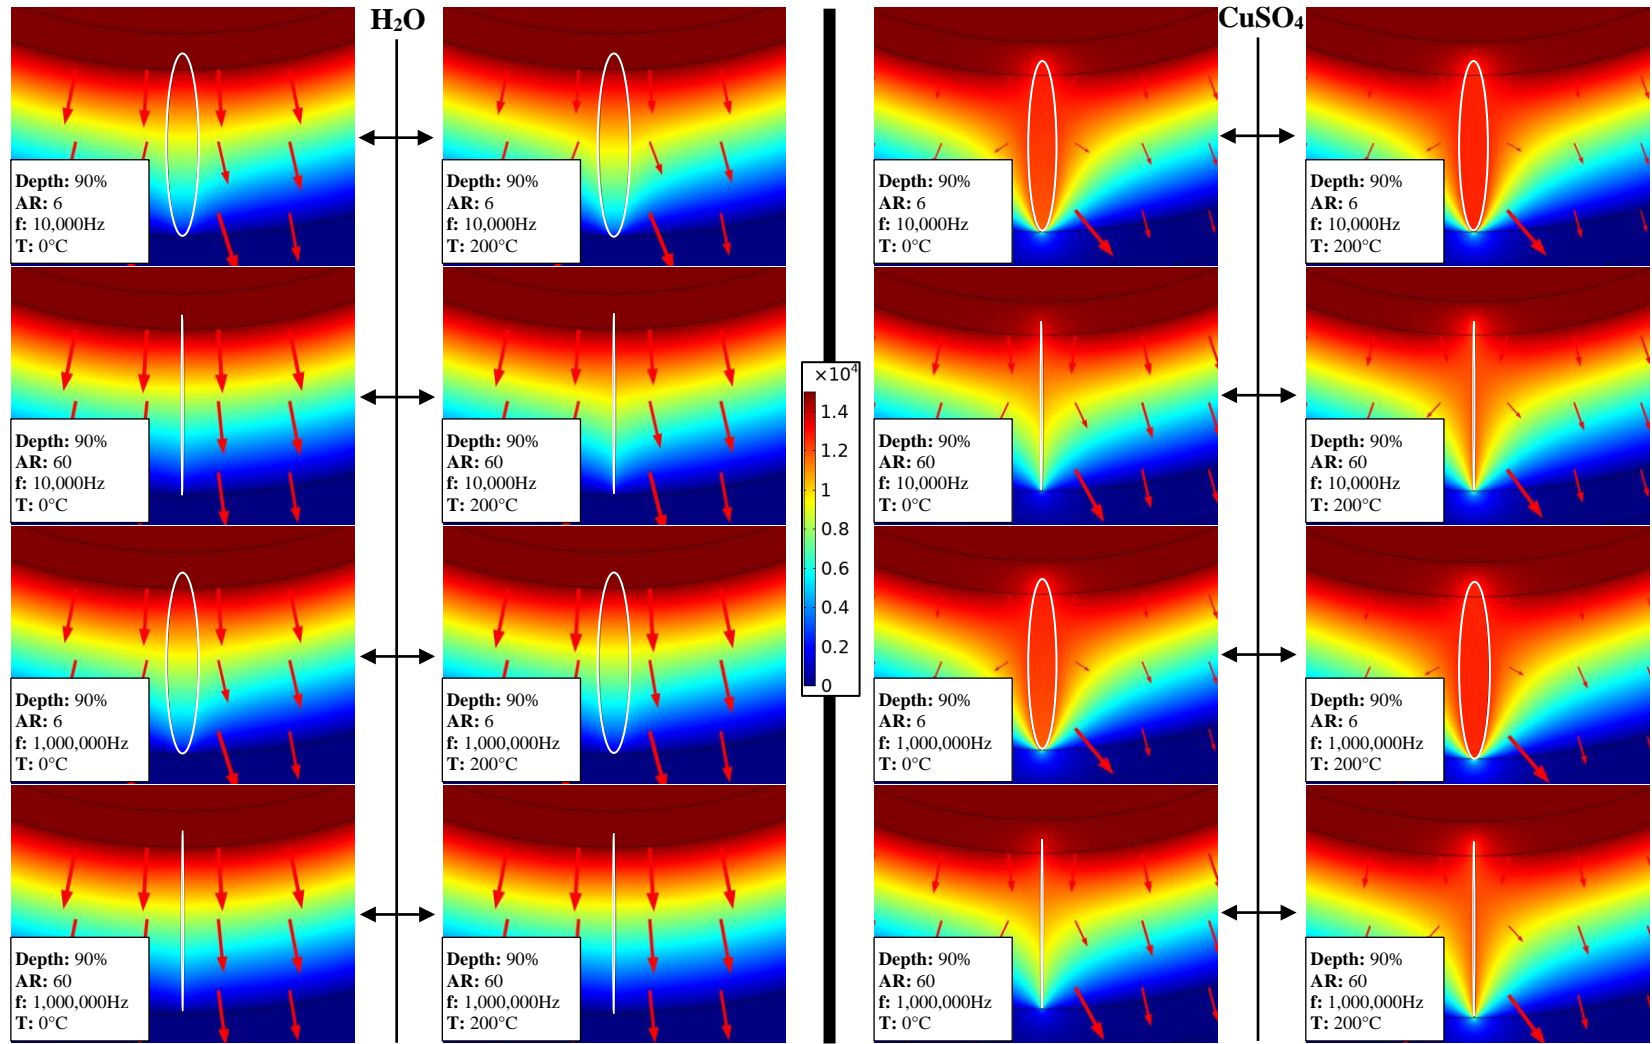 H₂O
CuSO₄
Depth: 90%
AR: 6
f: 10,000Hz
T: 0°C
Depth: 90%
AR: 6
f: 10,000Hz
T: 200°C
Depth: 90%
AR: 6
f: 10,000Hz
T: 0°C
Depth: 90%
AR: 6
f: 10,000Hz
T: 200°C
Depth: 90%
AR: 60
f: 10,000Hz
T: 0°C
Depth: 90%
AR: 60
f: 10,000Hz
T: 200°C
×10⁴
1.4
1.2
1
0.8
0.6
0.4
0.2
0
Depth: 90%
AR: 60
f: 10,000Hz
T: 0°C
Depth: 90%
AR: 60
f: 10,000Hz
T: 200°C
Depth: 90%
AR: 6
f: 1,000,000Hz
T: 0°C
Depth: 90%
AR: 6
f: 1,000,000Hz
T: 200°C
Depth: 90%
AR: 6
f: 1,000,000Hz
T: 0°C
Depth: 90%
AR: 6
f: 1,000,000Hz
T: 200°C
Depth: 90%
AR: 60
f: 1,000,000Hz
T: 0°C
Depth: 90%
AR: 60
f: 1,000,000Hz
T: 200°C
Depth: 90%
AR: 60
f: 1,000,000Hz
T: 0°C
Depth: 90%
AR: 60
f: 1,000,000Hz
T: 200°C